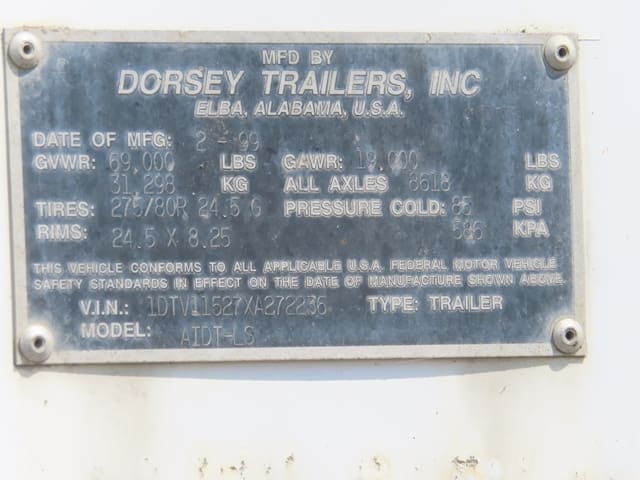 MFD BY
DORSEY TRAILERS, INC
ELBA, ALABAMA, U.S.A.
DATE OF MFG: 2 - 99
GVWR: 69,000 LBS GAWR: 19,000 LBS
31,298 KG ALL AXLES 8618 KG
TIRES: 275/80R 24.5 G PRESSURE COLD: 85 PSI
RIMS: 24.5 X 8.25 586 KPA
THIS VEHICLE CONFORMS TO ALL APPLICABLE U.S.A. FEDERAL MOTOR VEHICLE
SAFETY STANDARDS IN EFFECT ON THE DATE OF MANUFACTURE SHOWN ABOVE.
V.I.N.: 1DTV11527XA272236 TYPE: TRAILER
MODEL: AIDT-LS